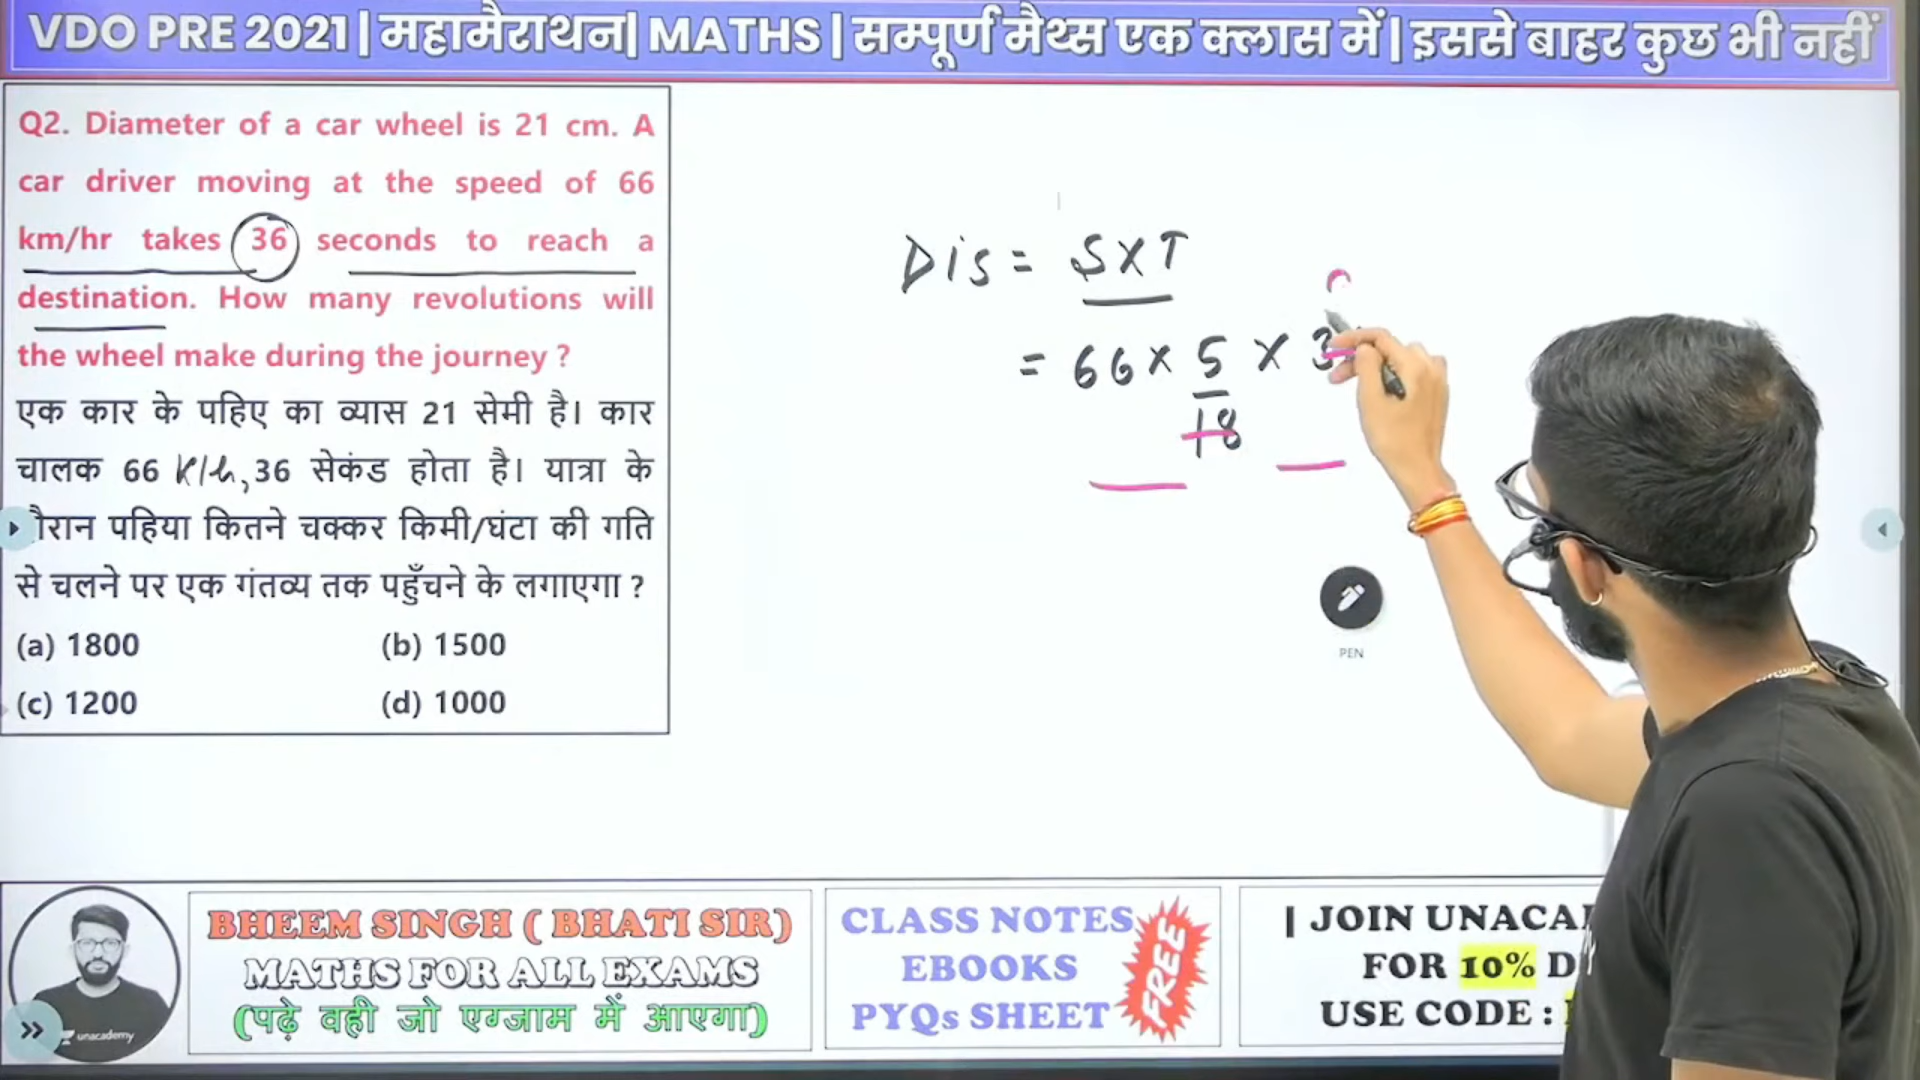 VDO PRE 2021 | महामैराथन| MATHS | सम्पूर्ण मैथ्स एक क्लास में| इससे बाहर कुछ भी नहीं
Q2. Diameter of a car wheel is 21 cm. A
car driver moving at the speed of 66
km/hr takes 36 seconds to reach a
destination. How many revolutions will
the wheel make during the journey ?
एक कार के पहिए का व्यास 21 सेमी है। कार
चालक 66 K/h, 36 सेकंड होता है। यात्रा के
ौरान पहिया कितने चक्कर किमी/घंटा की गति
से चलने पर एक गंतव्य तक पहुँचने के लगाएगा ?
(a) 1800 (b) 1500
(c) 1200 (d) 1000
Dis = S×T
= 66 × 5 × 3
18
PEN
BHEEM SINGH ( BHATI SIR)
MATHS FOR ALL EXAMS
(पढ़े वही जो एग्जाम में आएगा)
unacademy
CLASS NOTES
EBOOKS
PYQs SHEET
FREE
| JOIN UNACA
FOR 10% D
USE CODE :